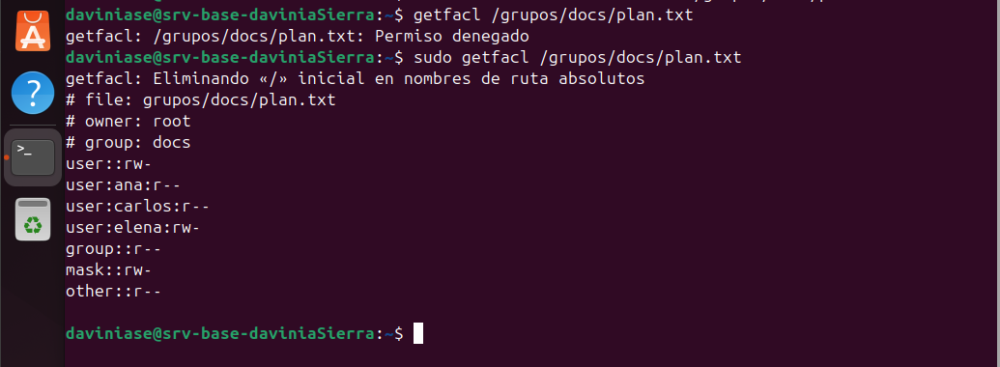 daviniase@srv-base-daviniaSierra:~$ getfacl /grupos/docs/plan.txt
getfacl: /grupos/docs/plan.txt: Permiso denegado
daviniase@srv-base-daviniaSierra:~$ sudo getfacl /grupos/docs/plan.txt
getfacl: Eliminando «/» inicial en nombres de ruta absolutos
# file: grupos/docs/plan.txt
# owner: root
# group: docs
user::rw-
user:ana:r--
user:carlos:r--
user:elena:rw-
group::r--
mask::rw-
other::r--
daviniase@srv-base-daviniaSierra:~$